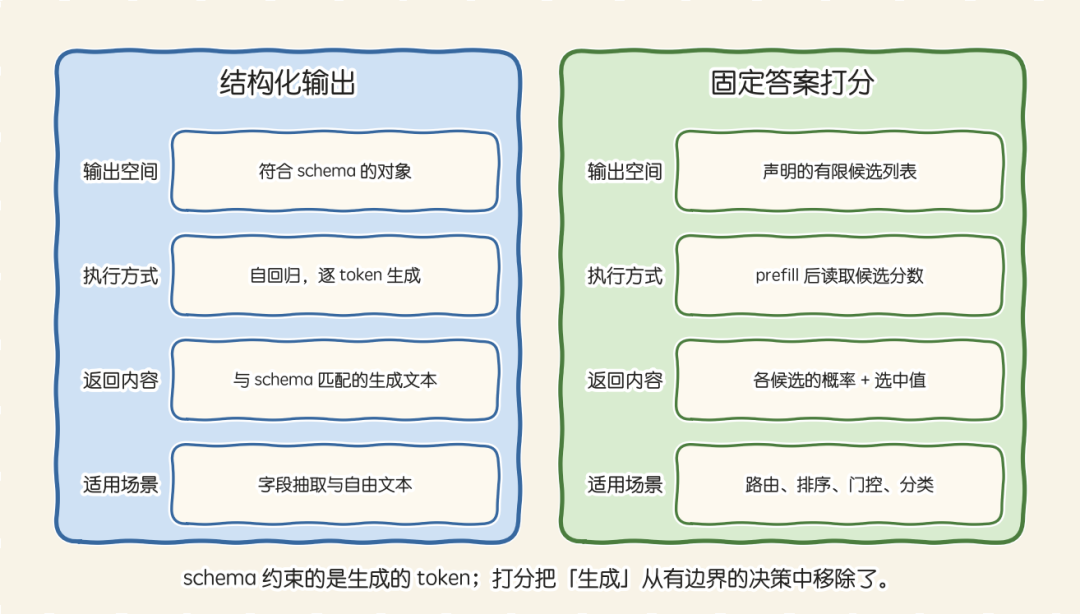 结构化输出
输出空间
符合 schema 的对象
执行方式
自回归，逐 token 生成
返回内容
与 schema 匹配的生成文本
适用场景
字段抽取与自由文本
固定答案打分
输出空间
声明的有限候选列表
执行方式
prefill 后读取候选分数
返回内容
各候选的概率 + 选中值
适用场景
路由、排序、门控、分类
schema 约束的是生成的 token；打分把「生成」从有边界的决策中移除了。